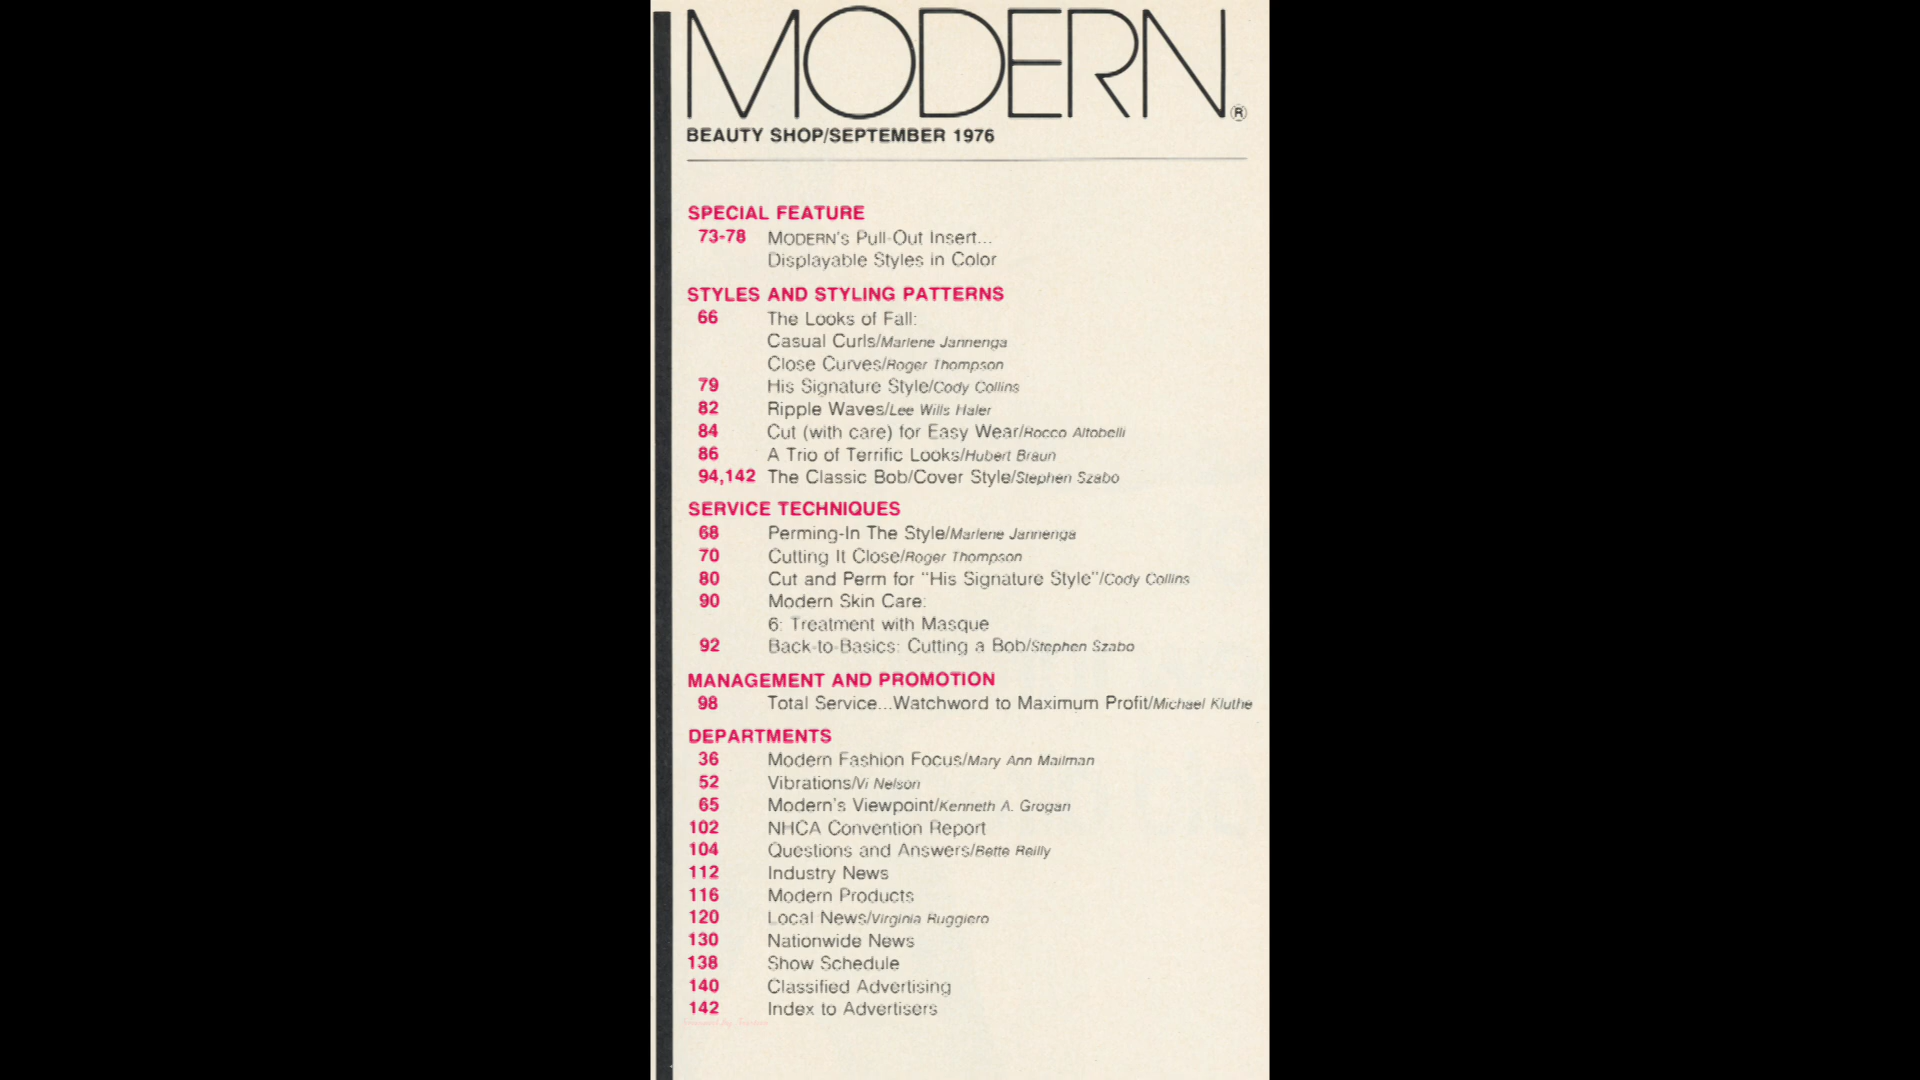 MODERN®
BEAUTY SHOP/SEPTEMBER 1976
SPECIAL FEATURE
73-78 MODERN's Pull-Out Insert...
Displayable Styles in Color
STYLES AND STYLING PATTERNS
66 The Looks of Fall:
Casual Curls/Marlene Jannenga
Close Curves/Roger Thompson
79 His Signature Style/Cody Collins
82 Ripple Waves/Lee Wills Haler
84 Cut (with care) for Easy Wear/Rocco Altobelli
86 A Trio of Terrific Looks/Hubert Braun
94,142 The Classic Bob/Cover Style/Stephen Szabo
SERVICE TECHNIQUES
68 Perming-In The Style/Marlene Jannenga
70 Cutting It Close/Roger Thompson
80 Cut and Perm for "His Signature Style"/Cody Collins
90 Modern Skin Care:
6: Treatment with Masque
92 Back-to-Basics: Cutting a Bob/Stephen Szabo
MANAGEMENT AND PROMOTION
98 Total Service...Watchword to Maximum Profit/Michael Kluthe
DEPARTMENTS
36 Modern Fashion Focus/Mary Ann Mailman
52 Vibrations/Vi Nelson
65 Modern's Viewpoint/Kenneth A. Grogan
102 NHCA Convention Report
104 Questions and Answers/Bette Reilly
112 Industry News
116 Modern Products
120 Local News/Virginia Ruggiero
130 Nationwide News
138 Show Schedule
140 Classified Advertising
142 Index to Advertisers